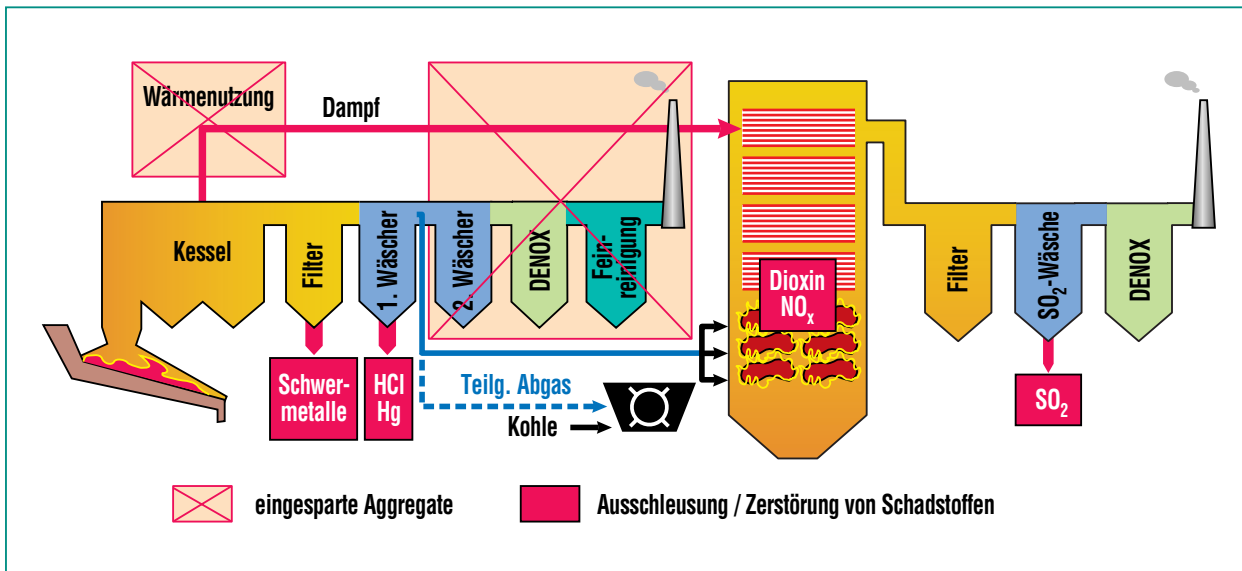 Wärmenutzung
Dampf
Kessel
Filter
1. Wäscher
2. Wäscher
DENOX
Fein-
reinigung
Dioxin
NOₓ
Filter
SO₂-Wäsche
DENOX
Schwer-
metalle
HCl
Hg
Teilg. Abgas
Kohle
SO₂
eingesparte Aggregate
Ausschleusung / Zerstörung von Schadstoffen